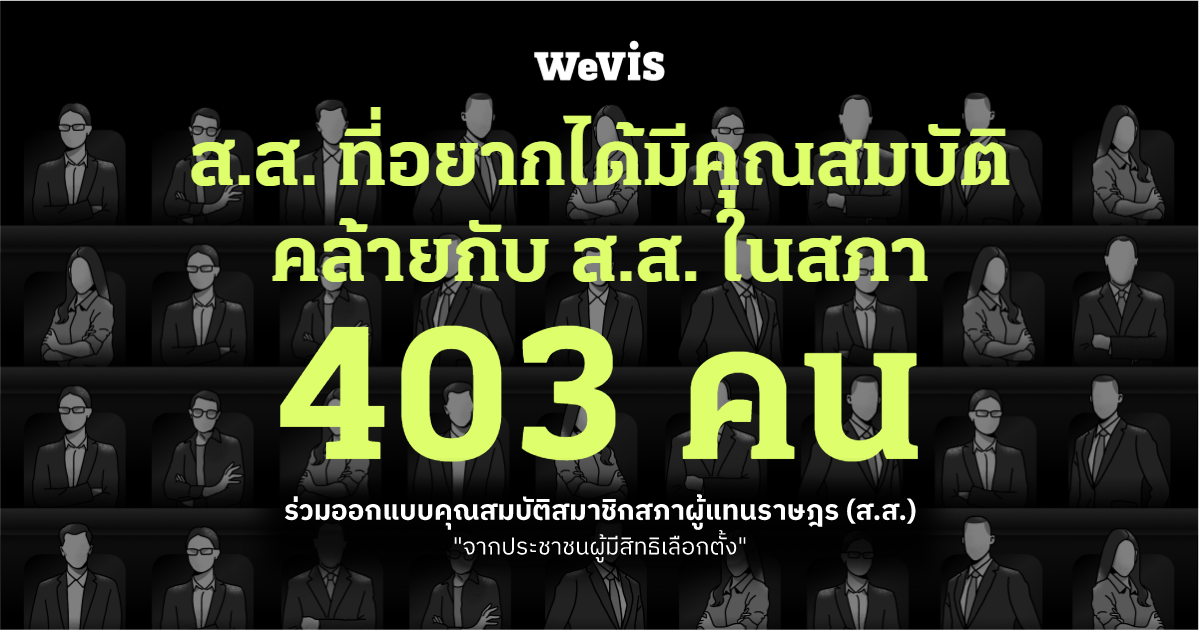 WeVIS
ส.ส. ที่อยากได้มีคุณสมบัติ
คล้ายกับ ส.ส. ในสภา
403 คน
ร่วมออกแบบคุณสมบัติสมาชิกสภาผู้แทนราษฎร (ส.ส.)
"จากประชาชนผู้มีสิทธิเลือกตั้ง"